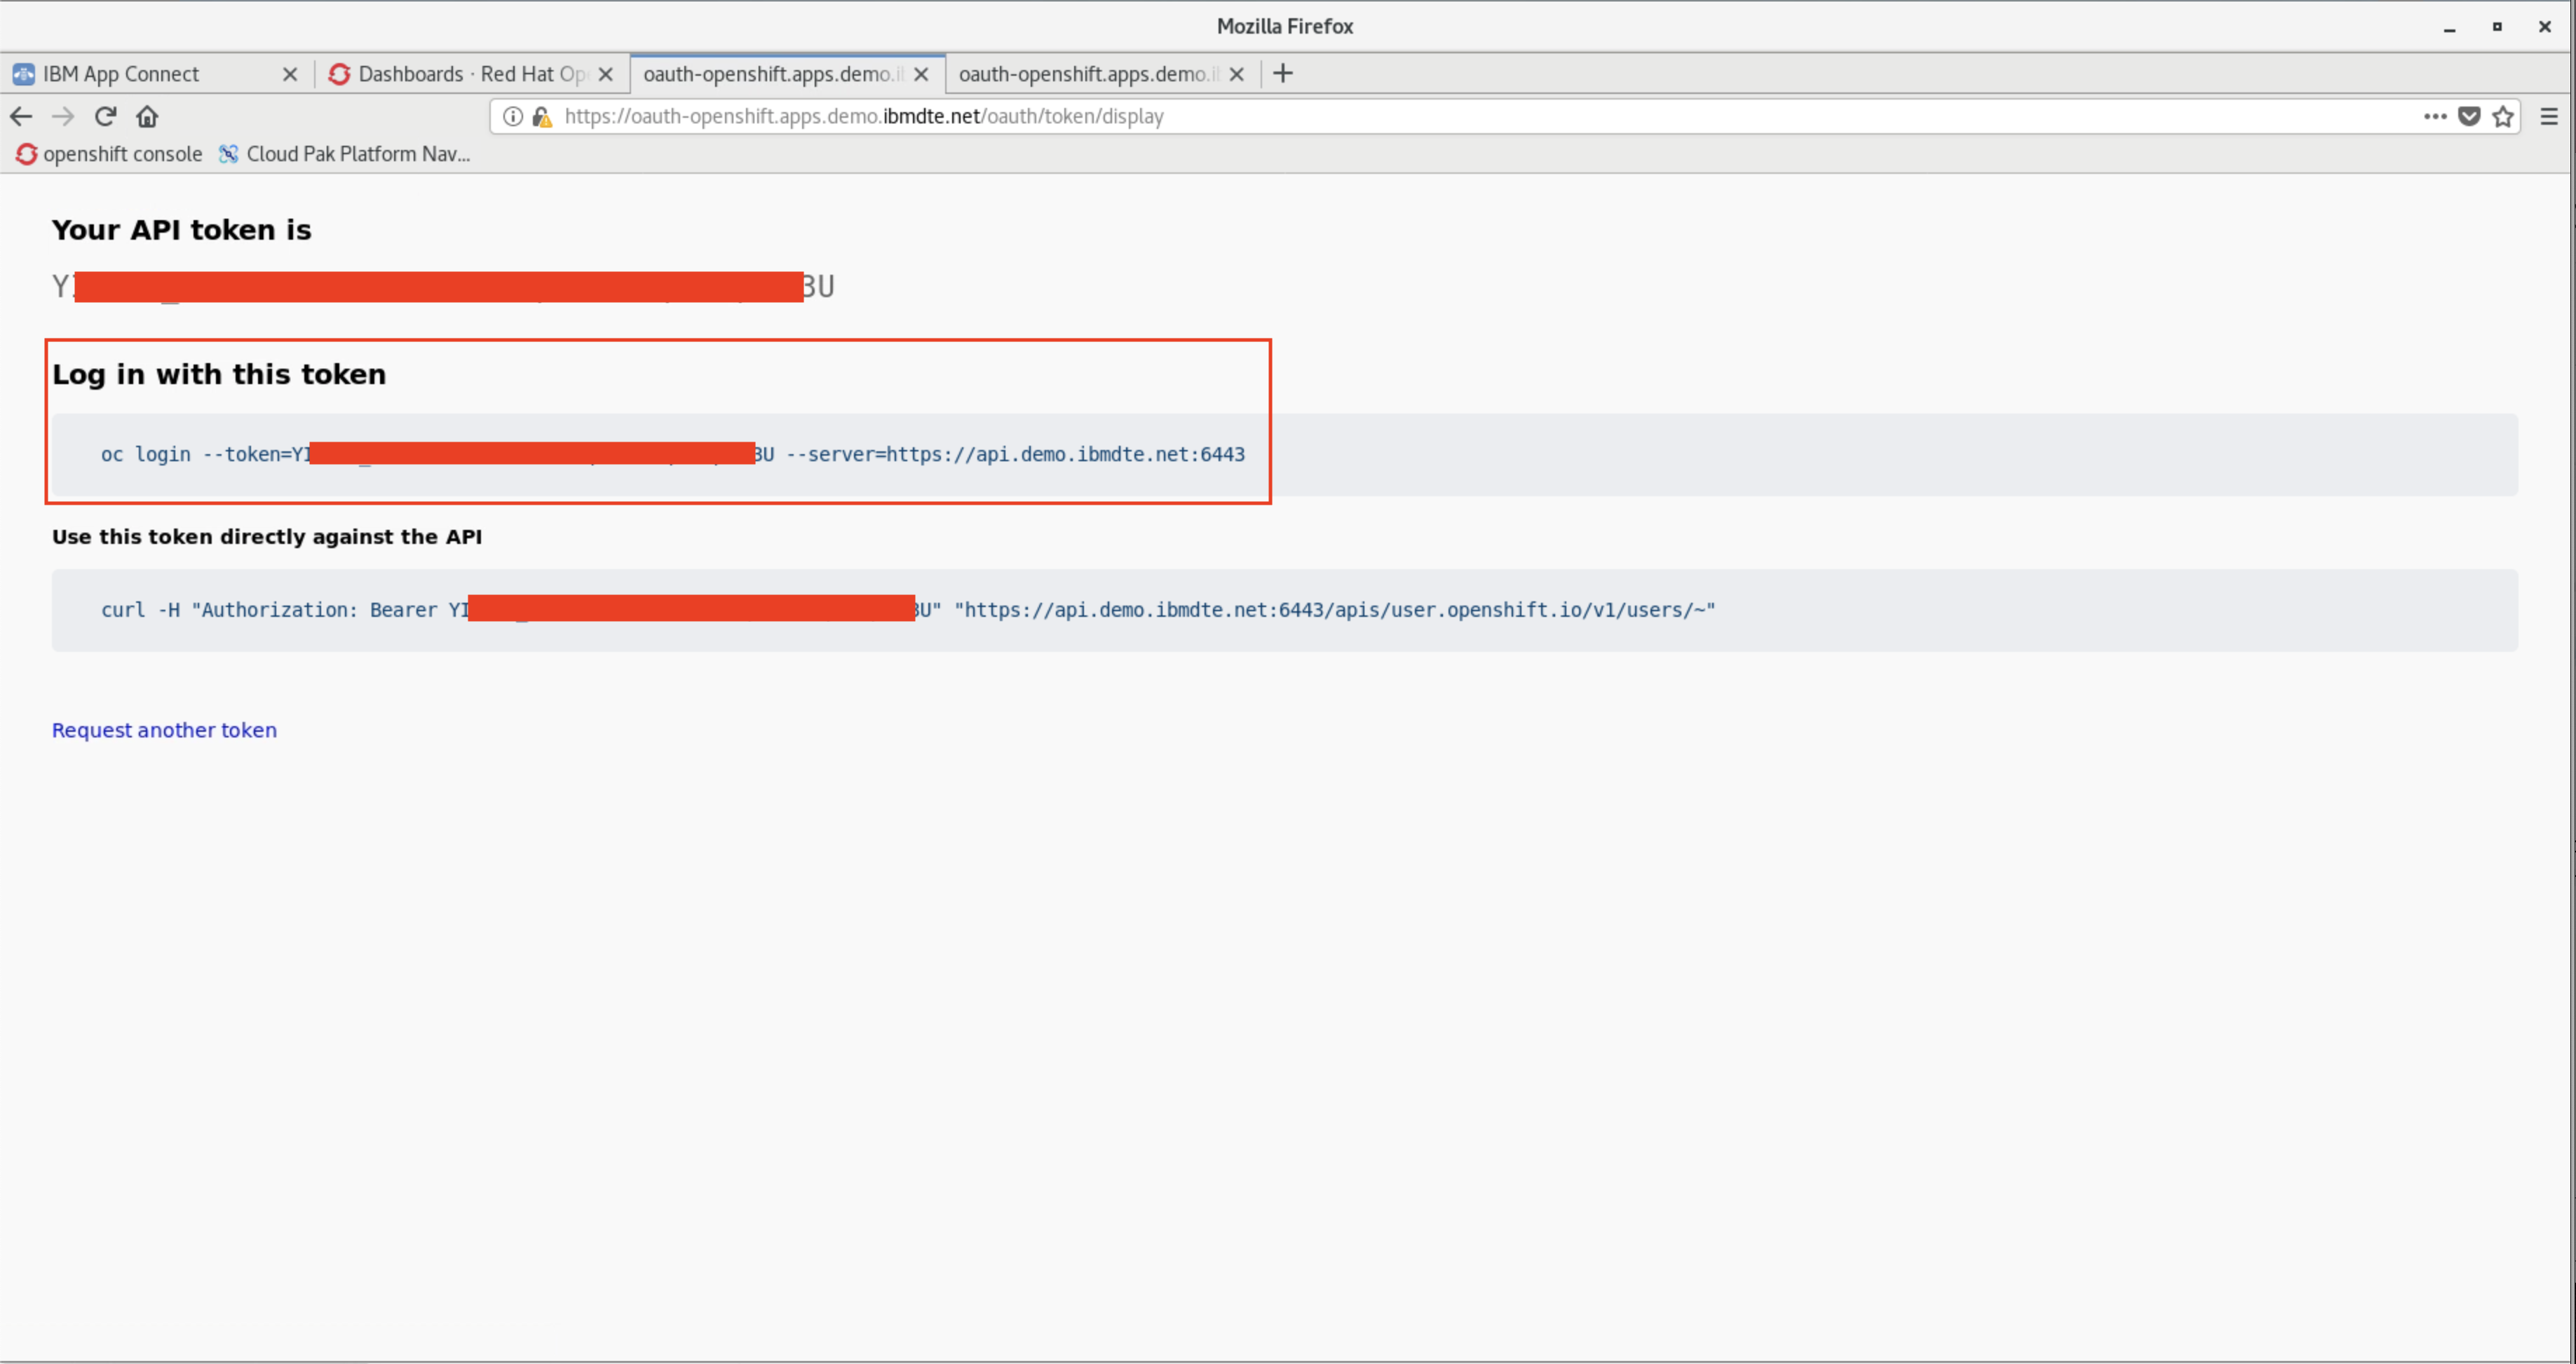 Mozilla Firefox
IBM App Connect
Dashboards · Red Hat Op
oauth-openshift.apps.demo.i
oauth-openshift.apps.demo.i
https://oauth-openshift.apps.demo.ibmdte.net/oauth/token/display
openshift console
Cloud Pak Platform Nav...
Your API token is
Y 3U
Log in with this token
oc login --token=YI 3U --server=https://api.demo.ibmdte.net:6443
Use this token directly against the API
curl -H "Authorization: Bearer YI 3U" "https://api.demo.ibmdte.net:6443/apis/user.openshift.io/v1/users/~"
Request another token